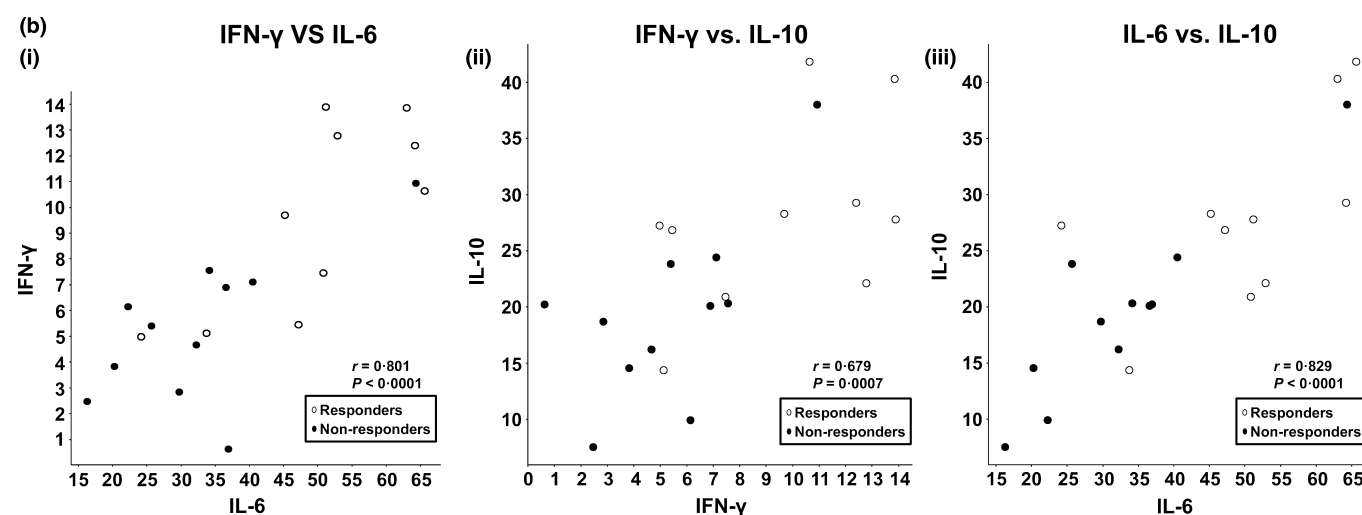 (b)
(i)
IFN-γ VS IL-6
IFN-γ
14
13
12
11
10
9
8
7
6
5
4
3
2
1
r = 0·801
P < 0·0001
Responders
Non-responders
15 20 25 30 35 40 45 50 55 60 65
IL-6
(ii)
IFN-γ vs. IL-10
IL-10
40
35
30
25
20
15
10
r = 0·679
P = 0·0007
Responders
Non-responders
0 1 2 3 4 5 6 7 8 9 10 11 12 13 14
IFN-γ
(iii)
IL-6 vs. IL-10
IL-10
40
35
30
25
20
15
10
r = 0·829
P < 0·0001
Responders
Non-responders
15 20 25 30 35 40 45 50 55 60 65
IL-6